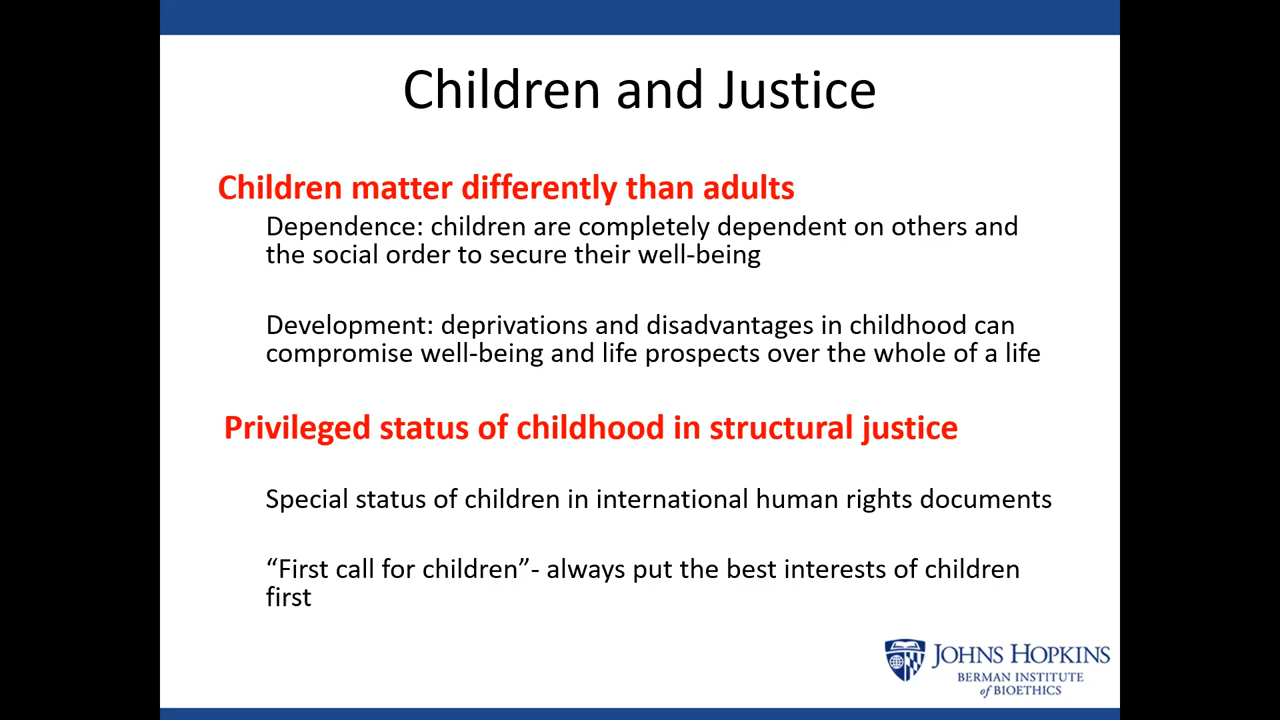 Children and Justice
Children matter differently than adults
Dependence: children are completely dependent on others and
the social order to secure their well-being
Development: deprivations and disadvantages in childhood can
compromise well-being and life prospects over the whole of a life
Privileged status of childhood in structural justice
Special status of children in international human rights documents
“First call for children”- always put the best interests of children
first
JOHNS HOPKINS
BERMAN INSTITUTE
of BIOETHICS